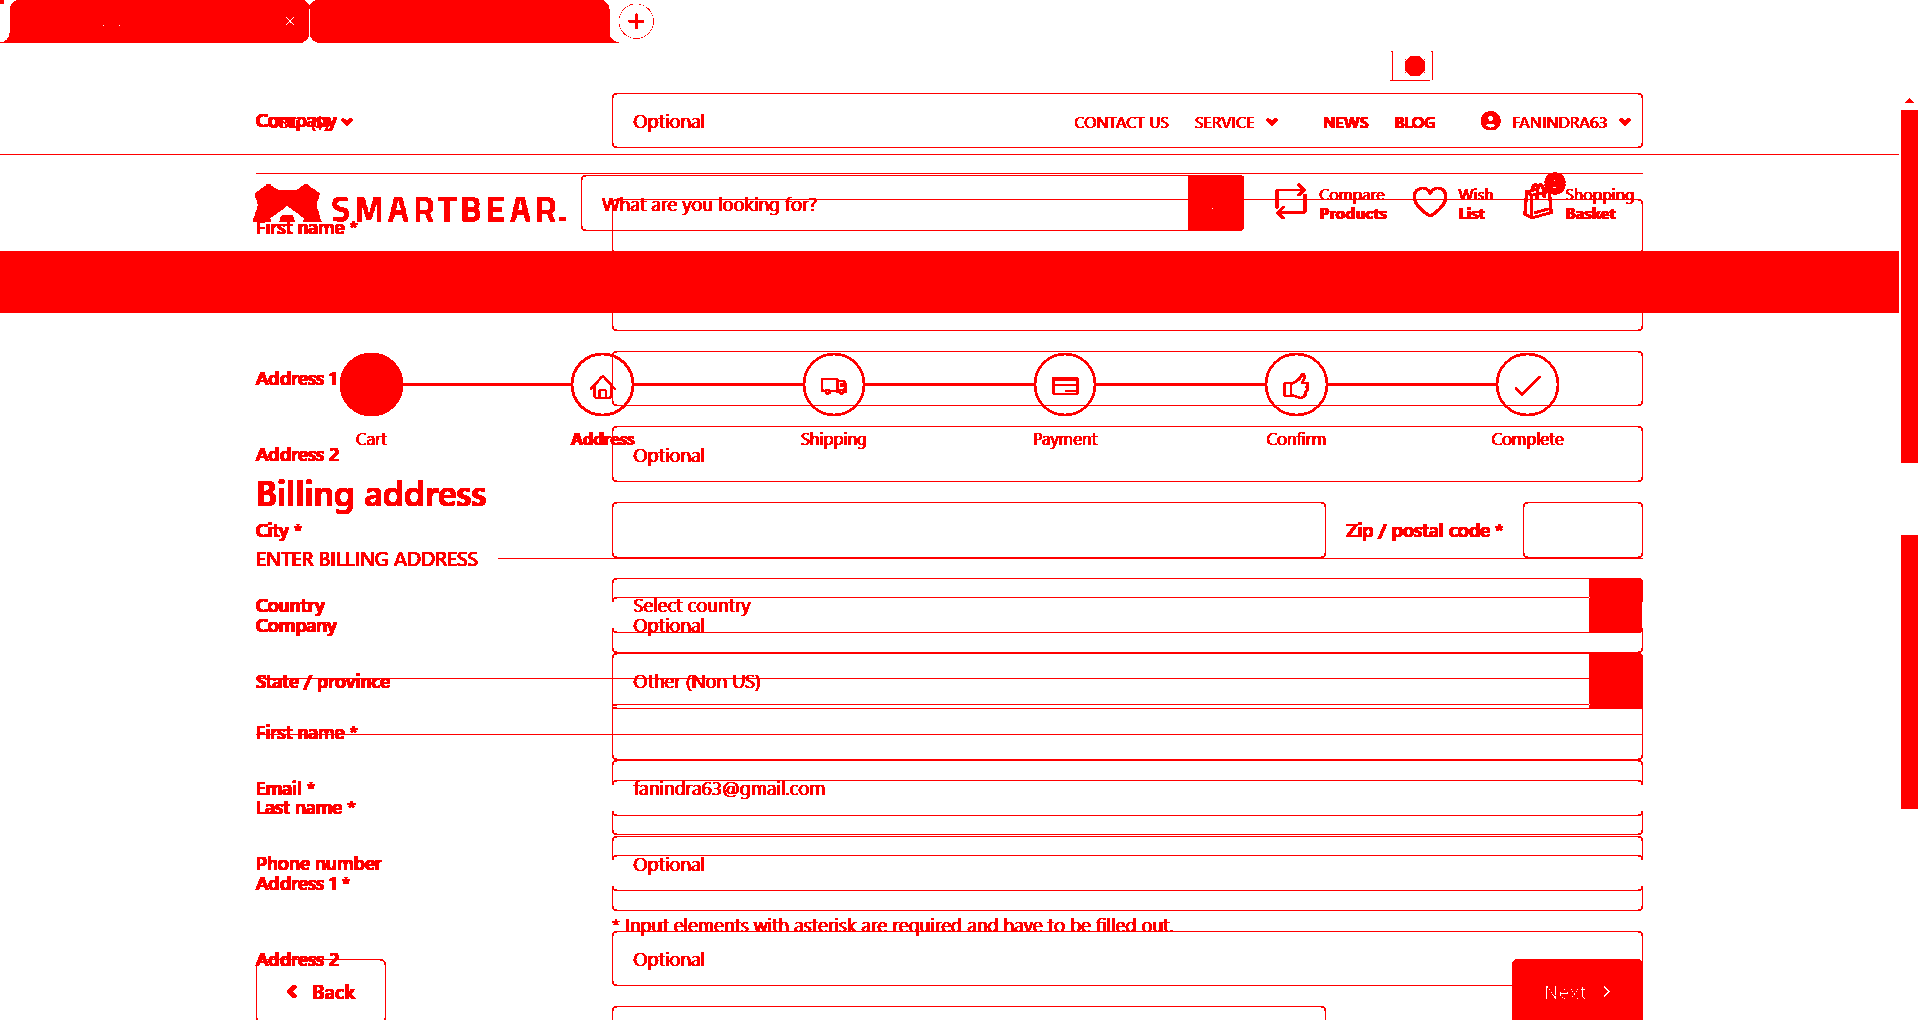 Company Optional CONTACT US SERVICE NEWS BLOG FANINDRA63
SMARTBEAR. What are you looking for? Compare Products Wish List Shopping Basket
First name *
Address 1
Cart Address Shipping Payment Confirm Complete
Address 2 Optional
Billing address
City * Zip / postal code *
ENTER BILLING ADDRESS
Country Select country
Company Optional
State / province Other (Non US)
First name *
Email * fanindra63@gmail.com
Last name *
Phone number Optional
Address 1 *
* Input elements with asterisk are required and have to be filled out.
Address 2 Optional
Back Next